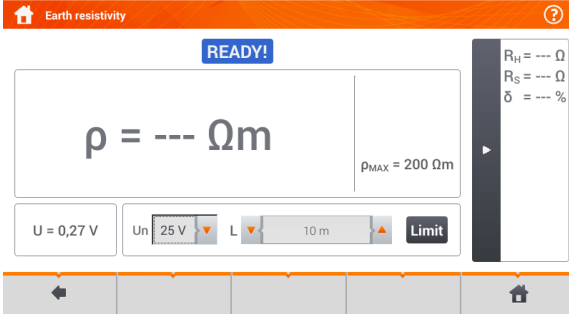 Earth resistivity
?
READY!
ρ = --- Ωm
ρMAX = 200 Ωm
RH = --- Ω
RS = --- Ω
δ = --- %
U = 0,27 V
Un 25 V L 10 m Limit